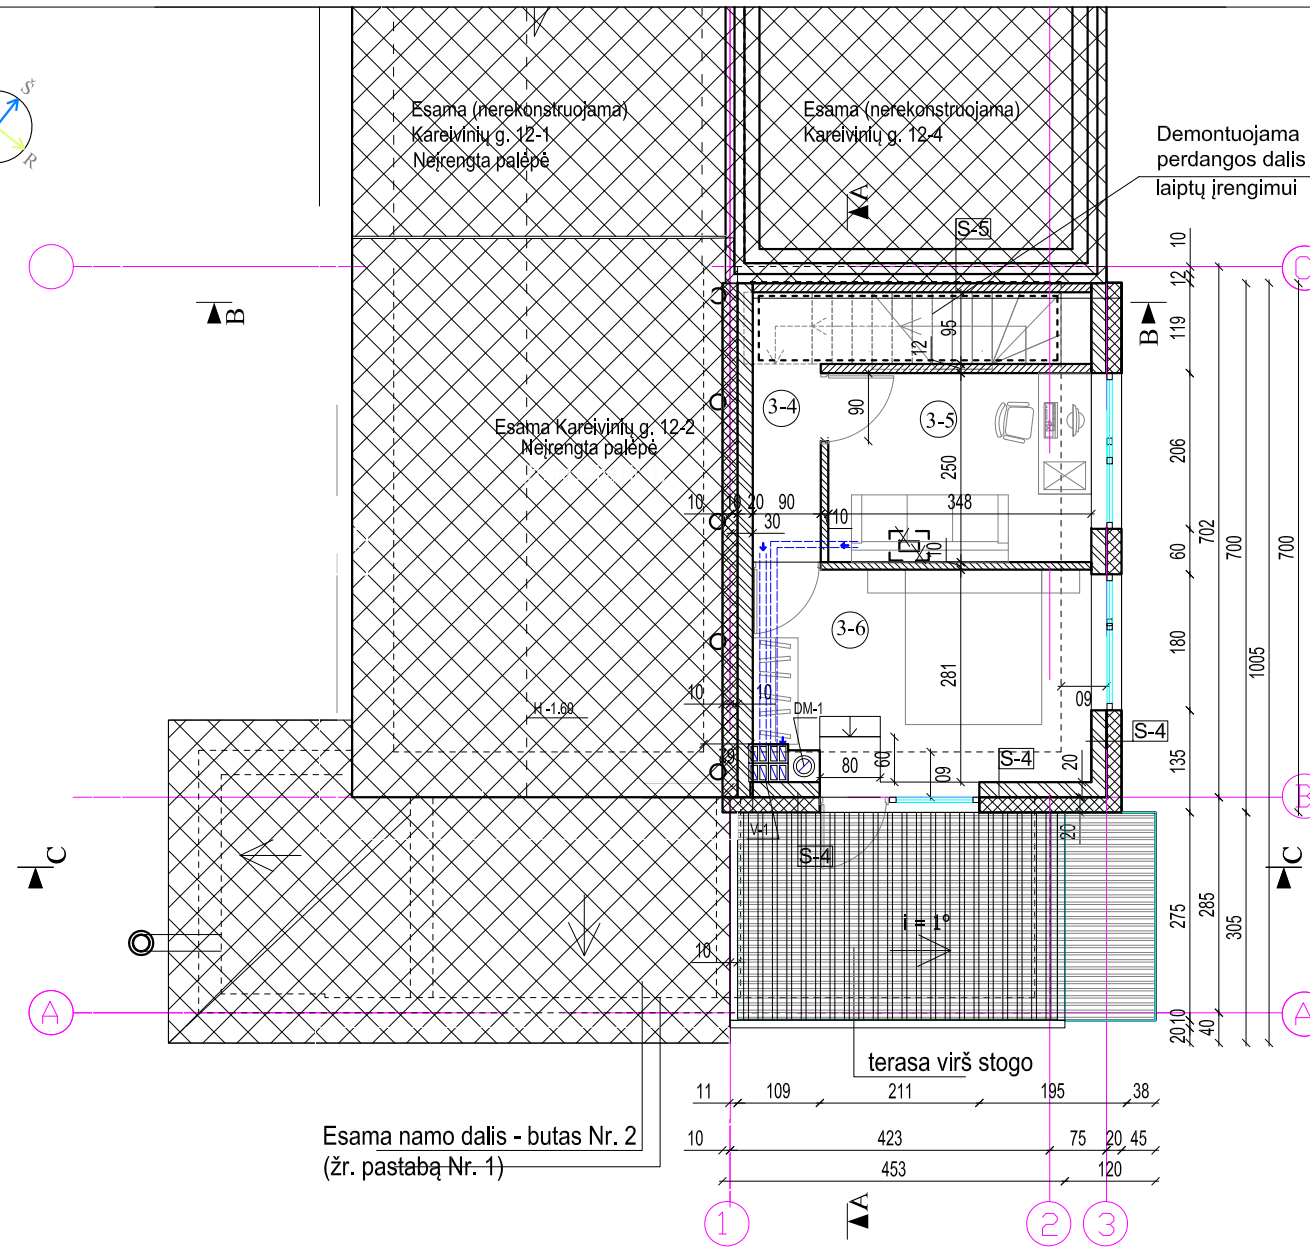 Š
R
Esama (nerekonstruojama)
Kareivinių g. 12-1
Neįrengta palėpė
Esama (nerekonstruojama)
Kareivinių g. 12-4
Demontuojama
perdangos dalis
laiptų įrengimui
A
S-5
B
B
C
10
12
119
95
12
3-4
90
3-5
Esama Kareivinių g. 12-2
Neįrengta palėpė
206
250
10
10
20
90
348
30
10
70
60
702
700
700
3-6
180
281
1005
10
10
60
H -1.60
DM-1
S-4
9
80
60
60
S-4
20
135
B
V-1
S-4
20
C
C
i = 1°
275
285
305
10
A
A
10
20
40
terasa virš stogo
11
109
211
195
38
Esama namo dalis - butas Nr. 2
(žr. pastabą Nr. 1)
10
423
75
20
45
453
120
A
1
2
3